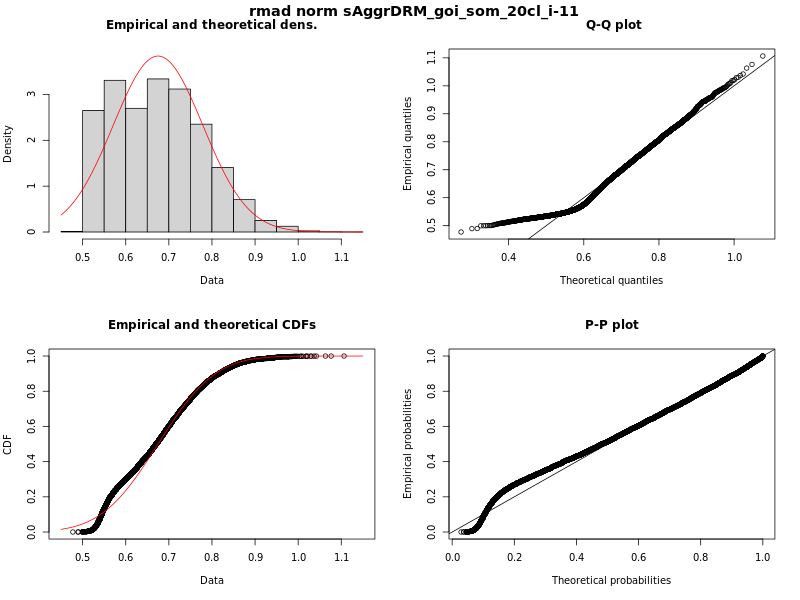 rmad norm sAggrDRM_goi_som_20cl_i-11
Empirical and theoretical dens.
Density
0 1 2 3
0.5 0.6 0.7 0.8 0.9 1.0 1.1
Data
Q-Q plot
Empirical quantiles
0.5 0.6 0.7 0.8 0.9 1.0 1.1
0.4 0.6 0.8 1.0
Theoretical quantiles
Empirical and theoretical CDFs
CDF
0.0 0.2 0.4 0.6 0.8 1.0
0.5 0.6 0.7 0.8 0.9 1.0 1.1
Data
P-P plot
Empirical probabilities
0.0 0.2 0.4 0.6 0.8 1.0
0.0 0.2 0.4 0.6 0.8 1.0
Theoretical probabilities